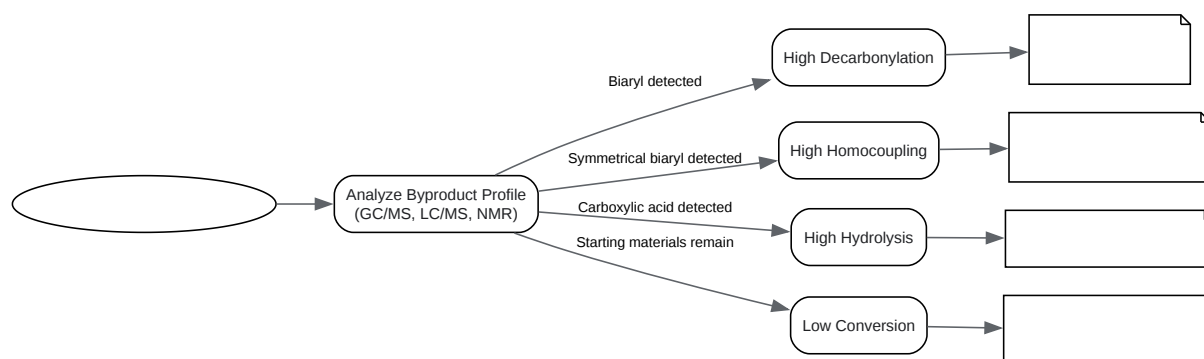 Analyze Byproduct Profile
(GC/MS, LC/MS, NMR)
Biaryl detected
High Decarbonylation
Symmetrical biaryl detected
High Homocoupling
Carboxylic acid detected
High Hydrolysis
Starting materials remain
Low Conversion